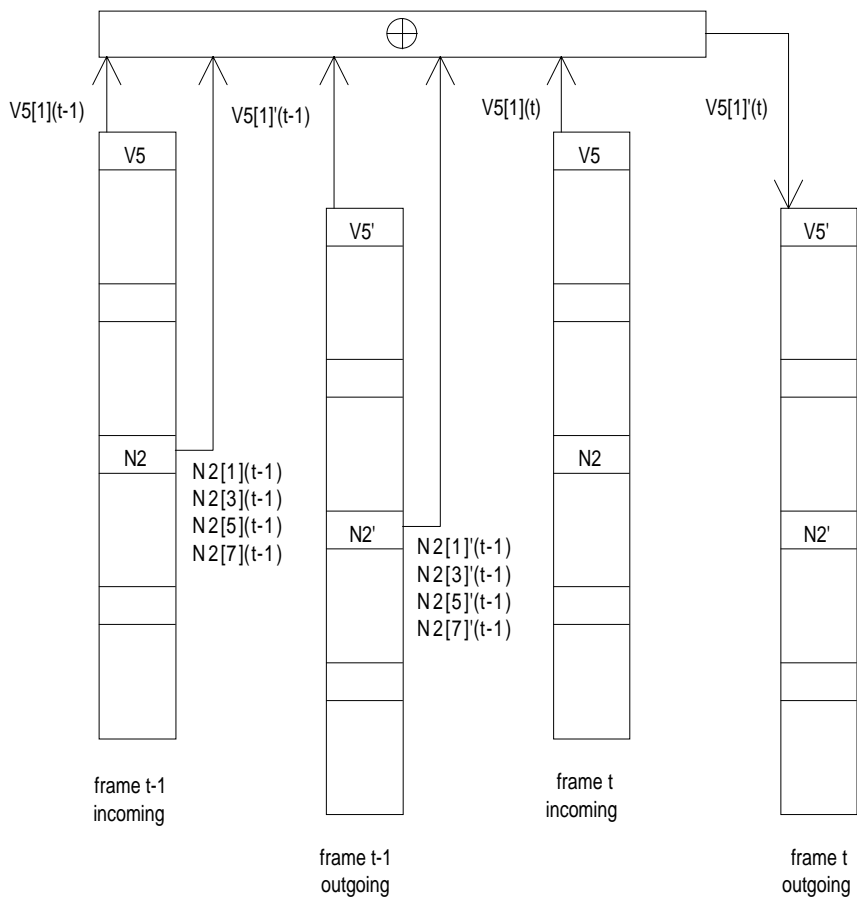 V5[1](t-1)
V5[1]'(t-1)
V5[1](t)
V5[1]'(t)
V5
V5
V5'
V5'
N2
N2
N2[1](t-1)
N2[3](t-1)
N2[5](t-1)
N2[7](t-1)
N2'
N2'
N2[1]'(t-1)
N2[3]'(t-1)
N2[5]'(t-1)
N2[7]'(t-1)
frame t-1
incoming
frame t
incoming
frame t-1
outgoing
frame t
outgoing